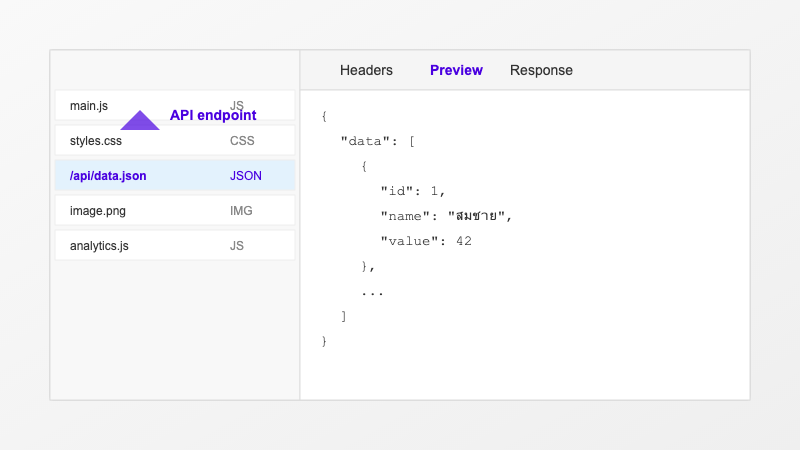 Headers Preview Response
main.js JS
API endpoint
styles.css CSS
/api/data.json JSON
image.png IMG
analytics.js JS
{
"data": [
{
"id": 1,
"name": "สมชาย",
"value": 42
},
...
]
}